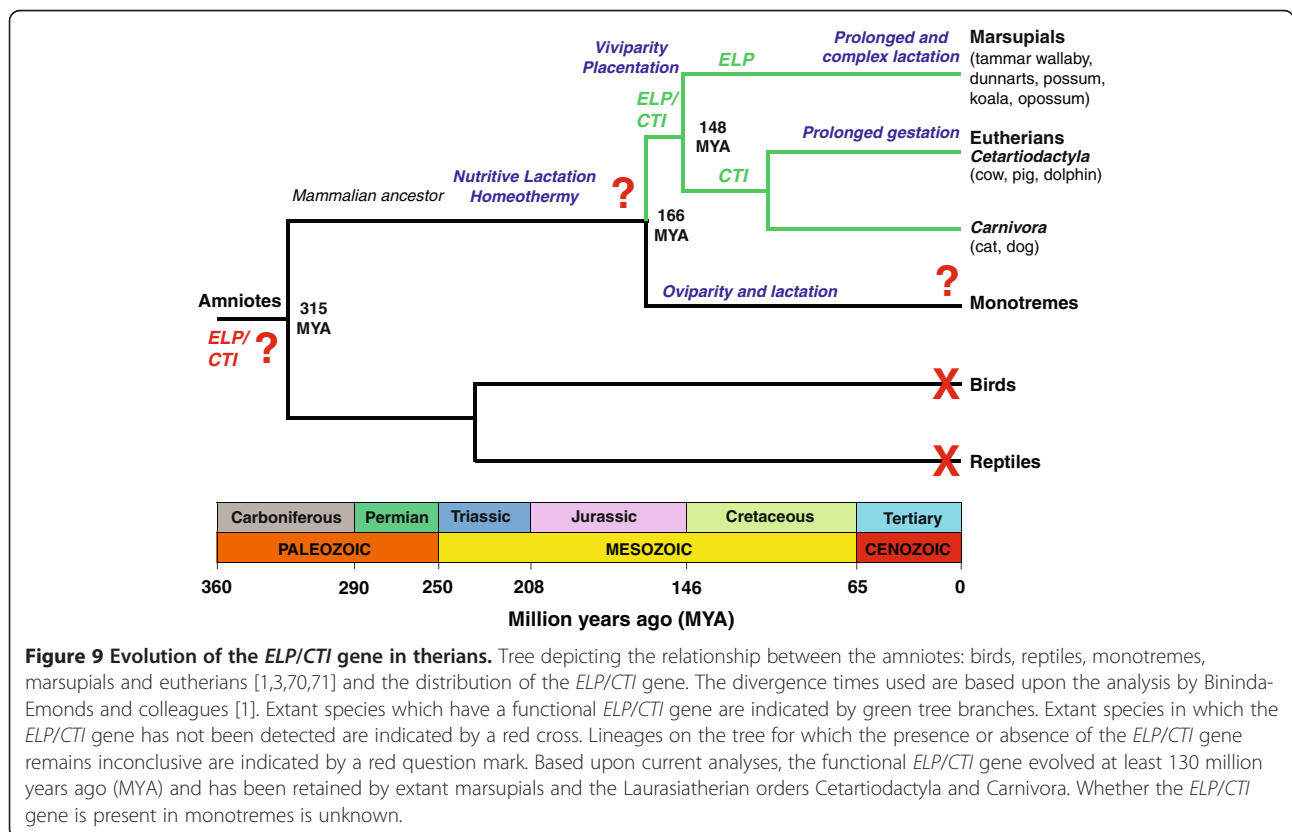 Viviparity
Placentation
ELP
Prolonged and
complex lactation
Marsupials
(tammar wallaby,
dunnarts, possum,
koala, opossum)
ELP/
CTI
148
MYA
Prolonged gestation
Eutherians
Cetartiodactyla
(cow, pig, dolphin)
CTI
Mammalian ancestor
Nutritive Lactation
Homeothermy
?
166
MYA
Carnivora
(cat, dog)
Oviparity and lactation
?
Monotremes
Amniotes
ELP/
CTI
?
315
MYA
X
Birds
X
Reptiles
Carboniferous Permian Triassic Jurassic Cretaceous Tertiary
PALEOZOIC MESOZOIC CENOZOIC
360 290 250 208 146 65 0
Million years ago (MYA)
Figure 9 Evolution of the ELP/CTI gene in therians. Tree depicting the relationship between the amniotes: birds, reptiles, monotremes,
marsupials and eutherians [1,3,70,71] and the distribution of the ELP/CTI gene. The divergence times used are based upon the analysis by Bininda-
Emonds and colleagues [1]. Extant species which have a functional ELP/CTI gene are indicated by green tree branches. Extant species in which the
ELP/CTI gene has not been detected are indicated by a red cross. Lineages on the tree for which the presence or absence of the ELP/CTI gene
remains inconclusive are indicated by a red question mark. Based upon current analyses, the functional ELP/CTI gene evolved at least 130 million
years ago (MYA) and has been retained by extant marsupials and the Laurasiatherian orders Cetartiodactyla and Carnivora. Whether the ELP/CTI
gene is present in monotremes is unknown.